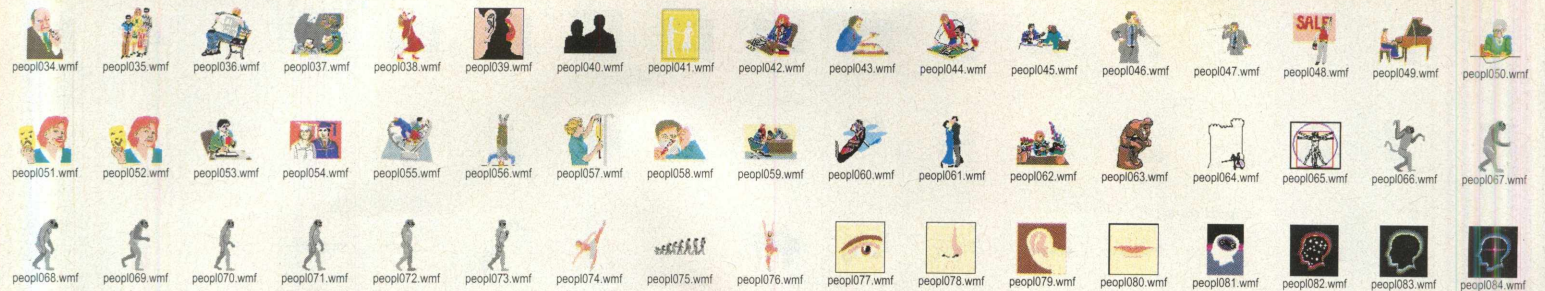 SALE!
peopl034.wmf peopl035.wmf peopl036.wmf peopl037.wmf peopl038.wmf peopl039.wmf peopl040.wmf peopl041.wmf peopl042.wmf peopl043.wmf peopl044.wmf peopl045.wmf peopl046.wmf peopl047.wmf peopl048.wmf peopl049.wmf peopl050.wmf
peopl051.wmf peopl052.wmf peopl053.wmf peopl054.wmf peopl055.wmf peopl056.wmf peopl057.wmf peopl058.wmf peopl059.wmf peopl060.wmf peopl061.wmf peopl062.wmf peopl063.wmf peopl064.wmf peopl065.wmf peopl066.wmf peopl067.wmf
peopl068.wmf peopl069.wmf peopl070.wmf peopl071.wmf peopl072.wmf peopl073.wmf peopl074.wmf peopl075.wmf peopl076.wmf peopl077.wmf peopl078.wmf peopl079.wmf peopl080.wmf peopl081.wmf peopl082.wmf peopl083.wmf peopl084.wmf